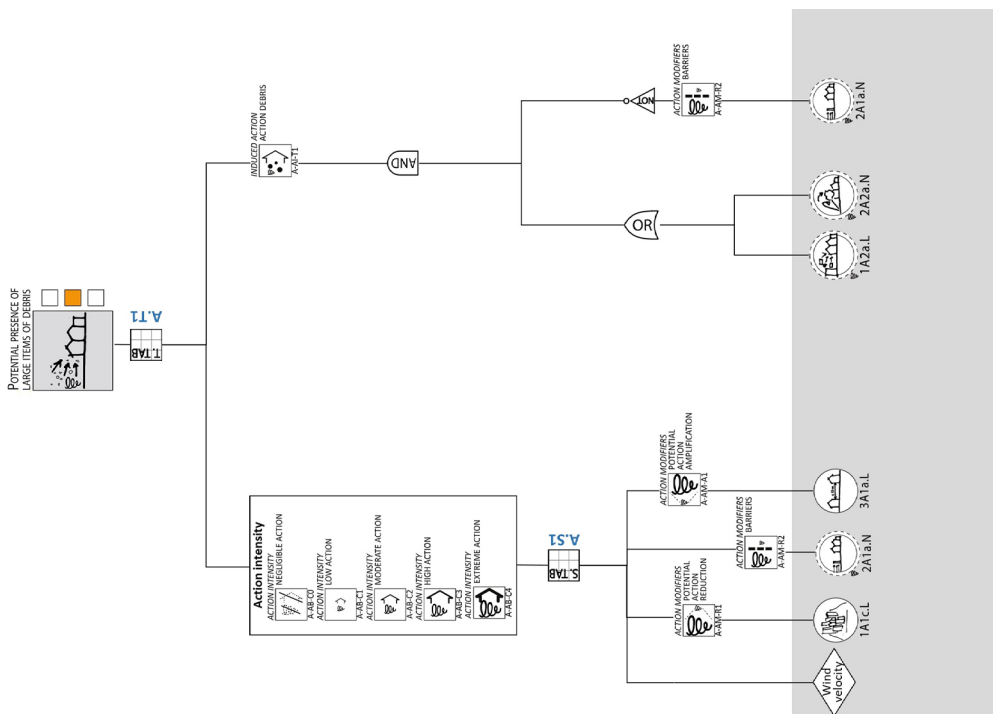 POTENTIAL PRESENCE OF
LARGE ITEMS OF DEBRIS
T. TAB
A.T1
Action intensity
ACTION INTENSITY
NEGLIGIBLE ACTION
A-AB-C0
ACTION INTENSITY
LOW ACTION
A-AB-C1
ACTION INTENSITY
MODERATE ACTION
A-AB-C2
ACTION INTENSITY
HIGH ACTION
A-AB-C3
ACTION INTENSITY
EXTREME ACTION
A-AB-C4
INDUCED ACTION
ACTION DEBRIS
A-AI-T1
AND
S. TAB
A.S1
OR
NOT
ACTION MODIFIERS
BARRIERS
A-AM-R2
ACTION MODIFIERS
POTENTIAL
ACTION
REDUCTION
A-AM-R1
ACTION MODIFIERS
BARRIERS
A-AM-R2
ACTION MODIFIERS
POTENTIAL
ACTION
AMPLIFICATION
A-AM-A1
Wind
velocity
1A1c.L
2A1a.N
3A1a.L
1A2a.L
2A2a.N
2A1a.N